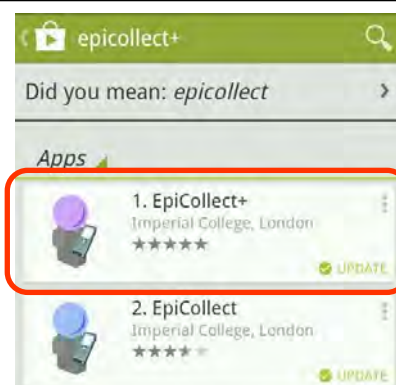 epicollect+
Did you mean: epicollect
Apps
1. EpiCollect+
Imperial College, London
UPDATE
2. EpiCollect
Imperial College, London
UPDATE